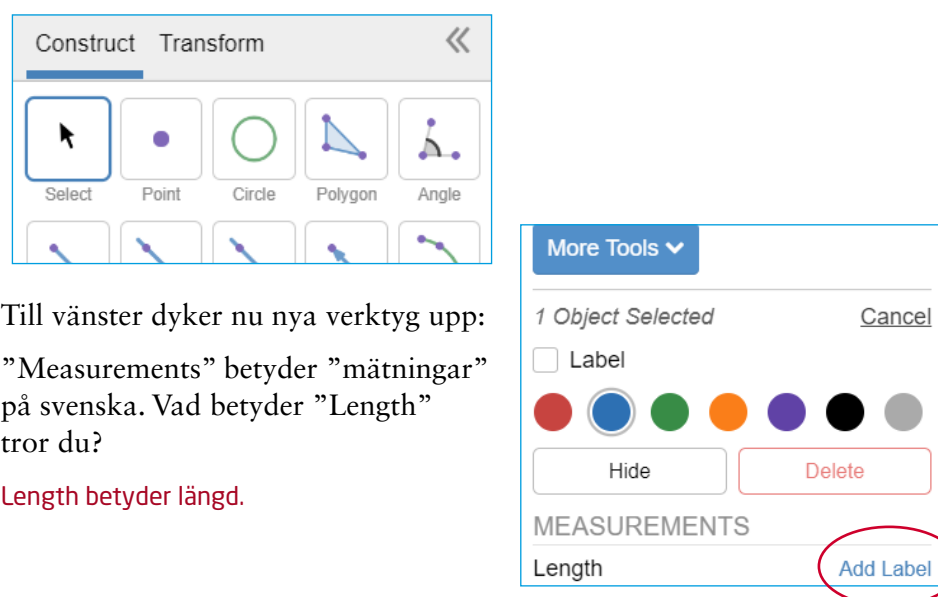 Construct Transform
Select Point Circle Polygon Angle
Till vänster dyker nu nya verktyg upp:
”Measurements” betyder ”mätningar”
på svenska. Vad betyder ”Length”
tror du?
Length betyder längd.
More Tools
1 Object Selected Cancel
Label
Hide Delete
MEASUREMENTS
Length Add Label